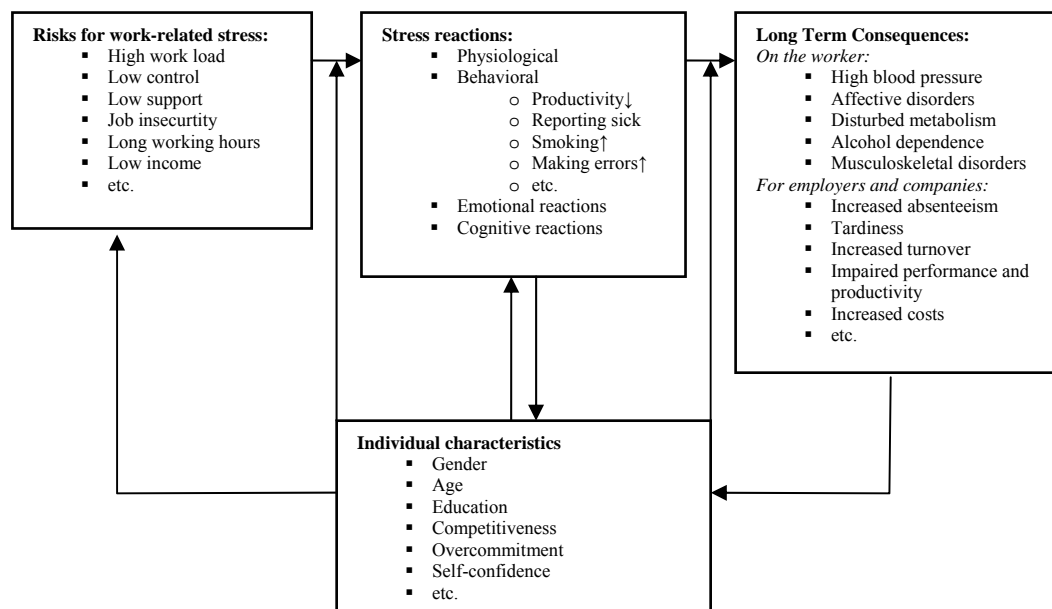 Risks for work-related stress:
▪ High work load
▪ Low control
▪ Low support
▪ Job insecurtity
▪ Long working hours
▪ Low income
▪ etc.
Stress reactions:
▪ Physiological
▪ Behavioral
o Productivity↓
o Reporting sick
o Smoking↑
o Making errors↑
o etc.
▪ Emotional reactions
▪ Cognitive reactions
Long Term Consequences:
On the worker:
▪ High blood pressure
▪ Affective disorders
▪ Disturbed metabolism
▪ Alcohol dependence
▪ Musculoskeletal disorders
For employers and companies:
▪ Increased absenteeism
▪ Tardiness
▪ Increased turnover
▪ Impaired performance and
productivity
▪ Increased costs
▪ etc.
Individual characteristics
▪ Gender
▪ Age
▪ Education
▪ Competitiveness
▪ Overcommitment
▪ Self-confidence
▪ etc.